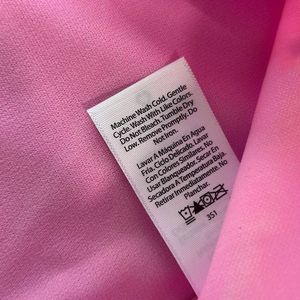 Machine Wash Cold. Gentle
Cycle. Wash With Like Colors.
Do Not Bleach. Tumble Dry
Low. Remove Promptly. Do
Not Iron.
Lavar A Máquina En Agua
Fría. Ciclo Delicado. Lavar
Con Colores Similares. No
Usar Blanqueador. Secar En
Secadora A Temperatura Baja.
Retirar Inmediatamente. No
Planchar.
351